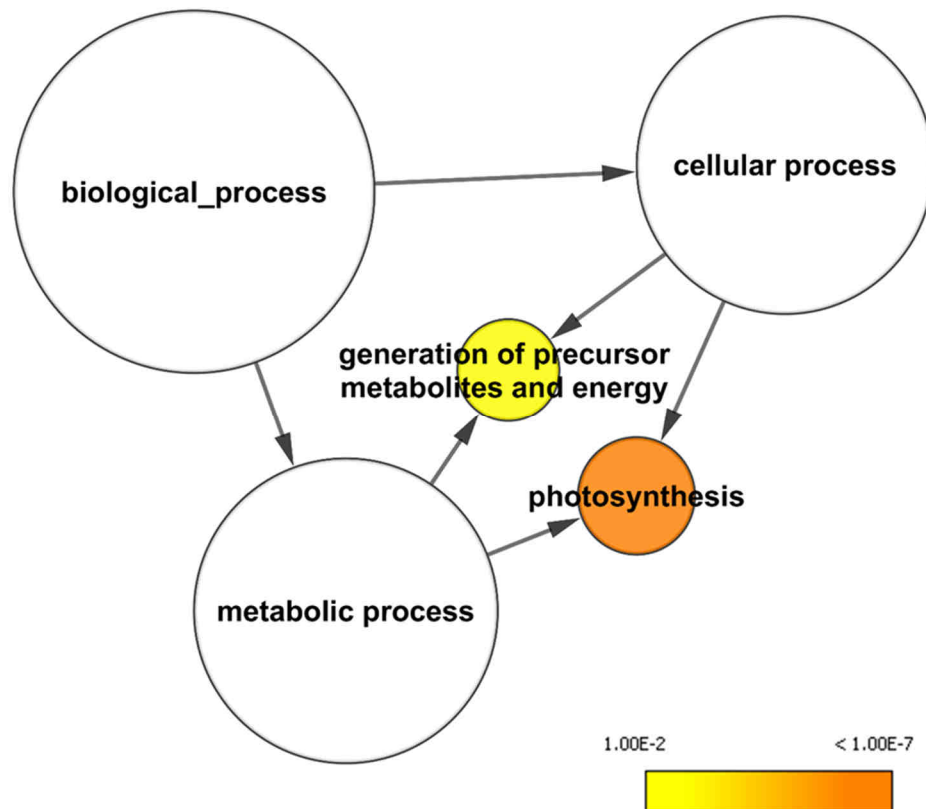 biological_process
cellular process
generation of precursor
metabolites and energy
photosynthesis
metabolic process
1.00E-2
< 1.00E-7